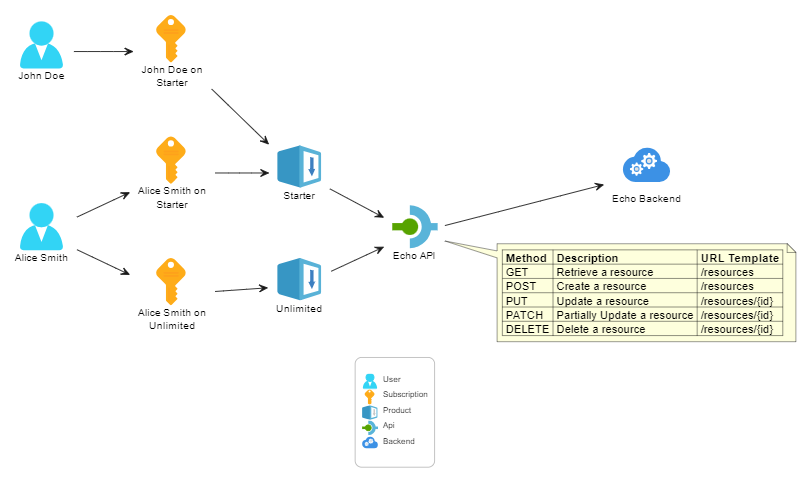 John Doe
John Doe on
Starter
Alice Smith on
Starter
Starter
Echo Backend
Alice Smith
Echo API
Alice Smith on
Unlimited
Unlimited
Method Description URL Template
GET Retrieve a resource /resources
POST Create a resource /resources
PUT Update a resource /resources/{id}
PATCH Partially Update a resource /resources/{id}
DELETE Delete a resource /resources/{id}
User
Subscription
Product
Api
Backend